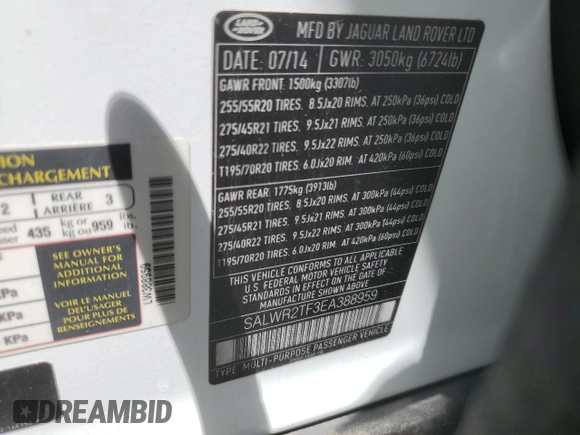 LAND ROVER
MFD BY JAGUAR LAND ROVER LTD
DATE: 07/14 GWR: 3050kg (6724lb)
GAWR FRONT: 1500kg (3307lb)
255/55R20 TIRES. 8.5Jx20 RIMS. AT 250kPa (36psi) COLD
275/45R21 TIRES. 9.5Jx21 RIMS. AT 250kPa (36psi) COLD
275/40R22 TIRES. 9.5Jx22 RIMS. AT 250kPa (36psi) COLD
T195/70R20 TIRES. 6.0Jx20 RIM. AT 420kPa (60psi) COLD
GAWR REAR: 1775kg (3913lb)
255/55R20 TIRES. 8.5Jx20 RIMS. AT 300kPa (44psi) COLD
275/45R21 TIRES. 9.5Jx21 RIMS. AT 300kPa (44psi) COLD
275/40R22 TIRES. 9.5Jx22 RIMS. AT 300kPa (44psi) COLD
T195/70R20 TIRES. 6.0Jx20 RIM. AT 420kPa (60psi) COLD
THIS VEHICLE CONFORMS TO ALL APPLICABLE
U.S. FEDERAL MOTOR VEHICLE SAFETY
STANDARDS IN EFFECT ON THE DATE OF
MANUFACTURE SHOWN ABOVE.
SALWR2TF3EA388959
TYPE: MULTI-PURPOSE PASSENGER VEHICLE
CHARGEMENT
2 REAR ARRIÈRE 3
435 kg or kg ou 959 lbs.
SEE OWNER'S
MANUAL FOR
ADDITIONAL
INFORMATION
VOIR LE MANUEL
DE L'USAGER
POUR PLUS DE
RENSEIGNEMENTS
KPa
KPa
KPa
LW388959
DREAMBID